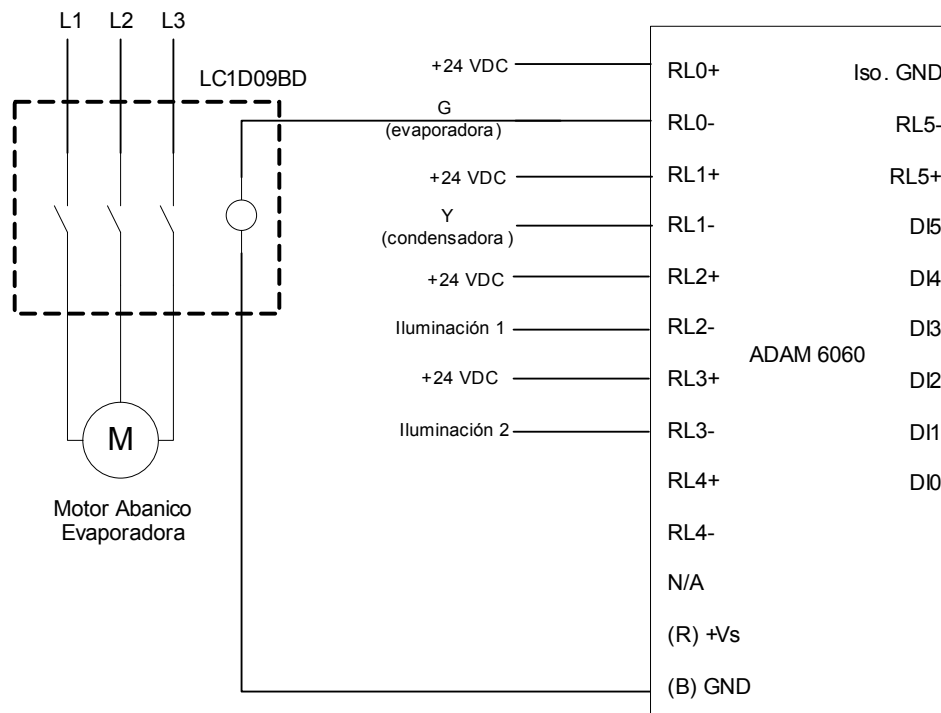 L1 L2 L3
LC1D09BD
+24 VDC
G
(evaporadora)
+24 VDC
Y
(condensadora)
+24 VDC
Iluminación 1
+24 VDC
Iluminación 2
M
Motor Abanico
Evaporadora
RL0+
RL0-
RL1+
RL1-
RL2+
RL2-
RL3+
RL3-
RL4+
RL4-
N/A
(R) +Vs
(B) GND
ADAM 6060
Iso. GND
RL5-
RL5+
DI5
DI4
DI3
DI2
DI1
DI0